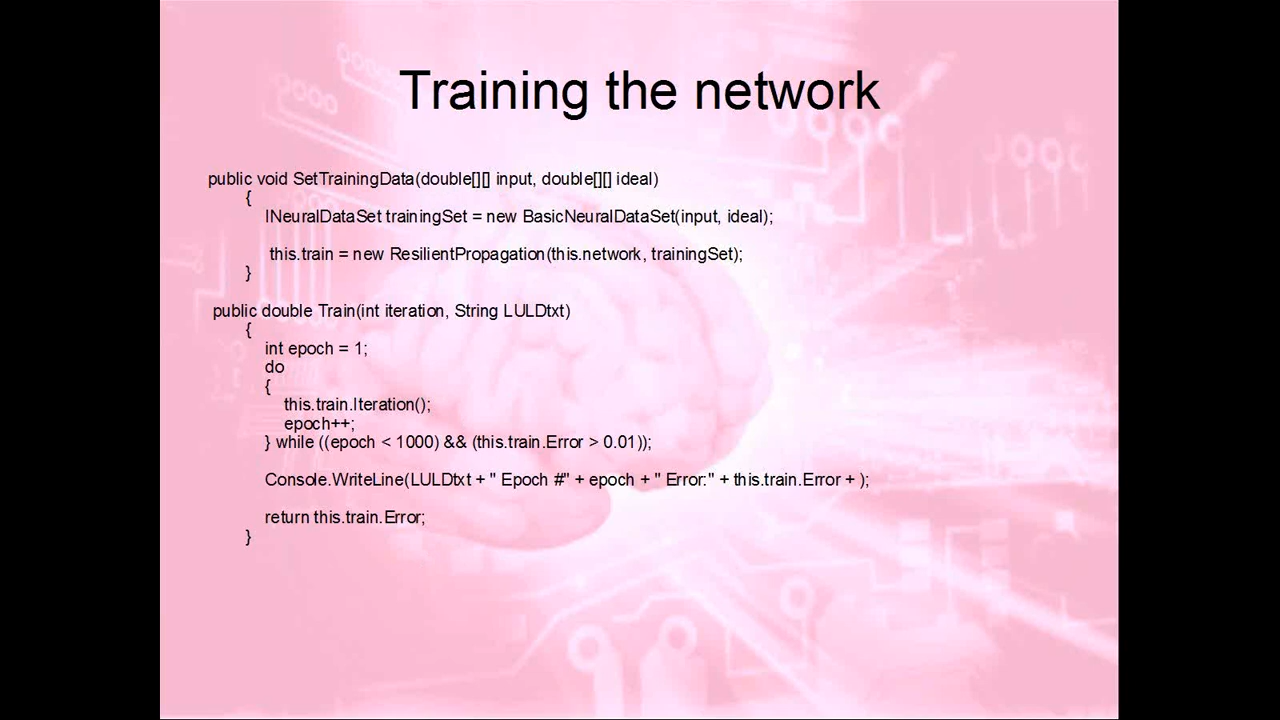 Training the network
public void SetTrainingData(double[][] input, double[][] ideal)
{
INeuralDataSet trainingSet = new BasicNeuralDataSet(input, ideal);
this.train = new ResilientPropagation(this.network, trainingSet);
}
public double Train(int iteration, String LULDtxt)
{
int epoch = 1;
do
{
this.train.Iteration();
epoch++;
} while ((epoch < 1000) && (this.train.Error > 0.01));
Console.WriteLine(LULDtxt + " Epoch #" + epoch + " Error:" + this.train.Error + );
return this.train.Error;
}